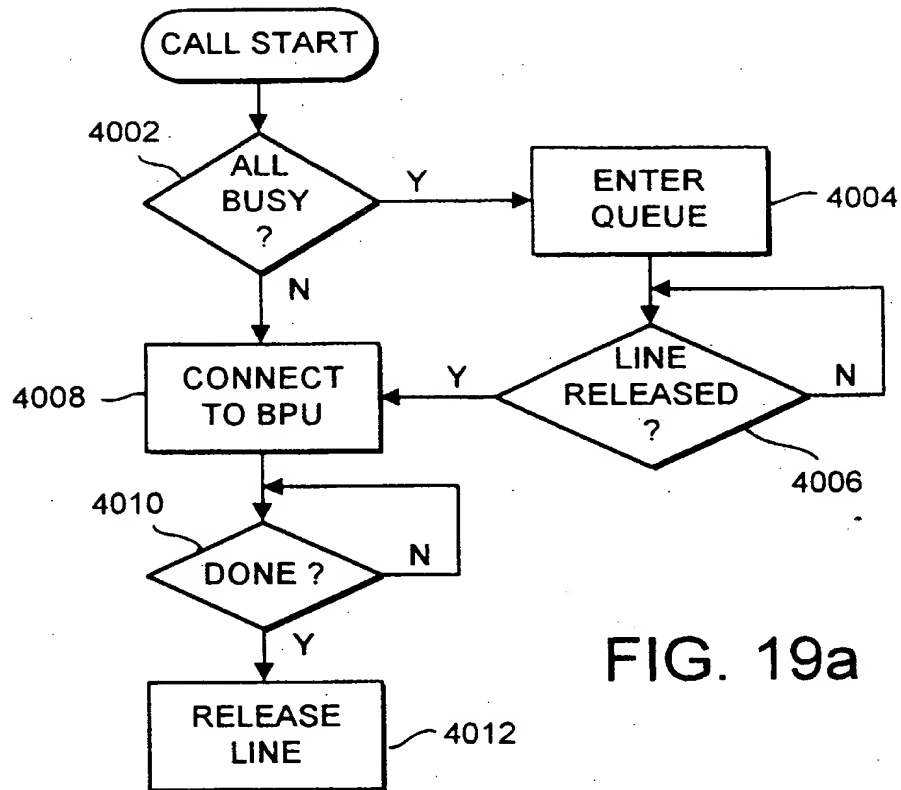 CALL START
4002
ALL
BUSY
?
Y
ENTER
QUEUE
4004
N
4008
CONNECT
TO BPU
Y
LINE
RELEASED
?
N
4006
4010
DONE ?
N
Y
RELEASE
LINE
4012
FIG. 19a